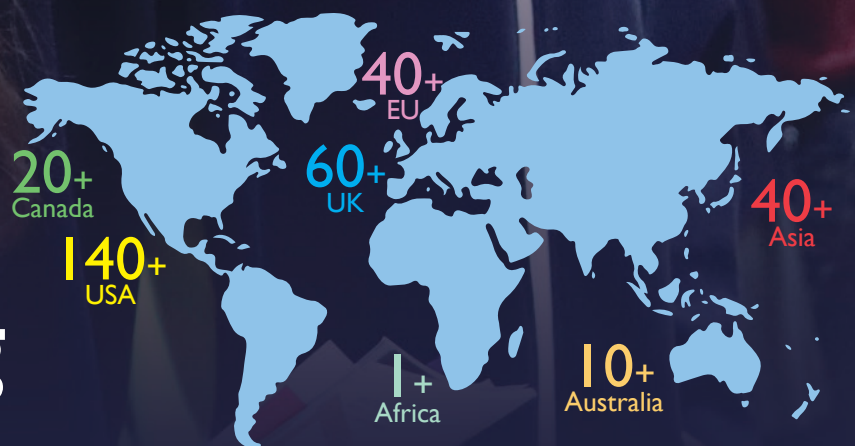 40+
EU
20+
Canada
60+
UK
40+
Asia
140+
USA
1+
Africa
10+
Australia